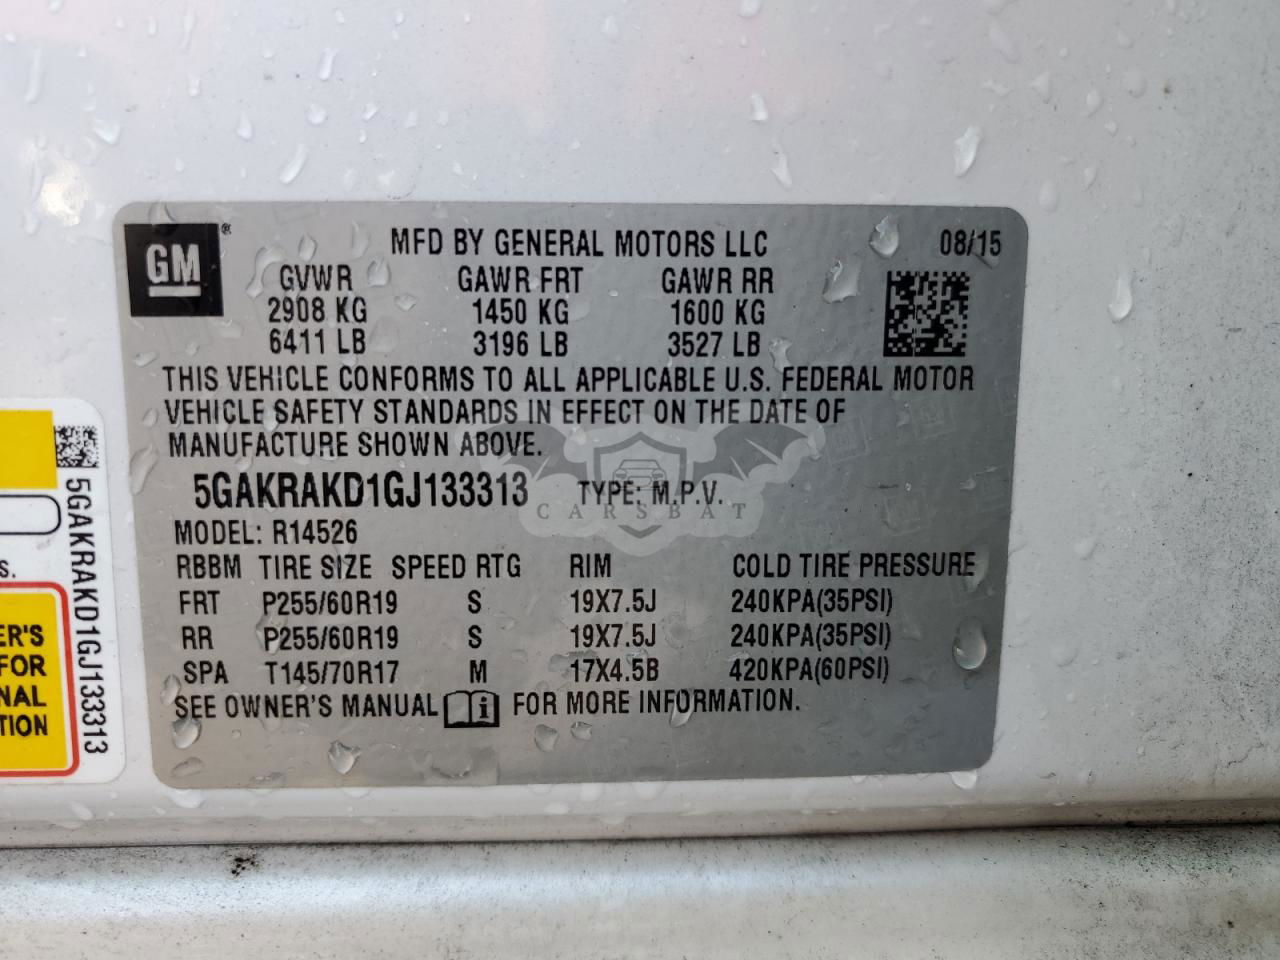 GM ®
MFD BY GENERAL MOTORS LLC 08/15
GVWR GAWR FRT GAWR RR
2908 KG 1450 KG 1600 KG
6411 LB 3196 LB 3527 LB
THIS VEHICLE CONFORMS TO ALL APPLICABLE U.S. FEDERAL MOTOR
VEHICLE SAFETY STANDARDS IN EFFECT ON THE DATE OF
MANUFACTURE SHOWN ABOVE.
5GAKRAKD1GJ133313 TYPE: M.P.V.
CARSBAT
MODEL: R14526
RBBM TIRE SIZE SPEED RTG RIM COLD TIRE PRESSURE
FRT P255/60R19 S 19X7.5J 240KPA(35PSI)
RR P255/60R19 S 19X7.5J 240KPA(35PSI)
SPA T145/70R17 M 17X4.5B 420KPA(60PSI)
SEE OWNER'S MANUAL i FOR MORE INFORMATION.
5GAKRAKD1GJ133313
S.
ER'S
FOR
NAL
TION